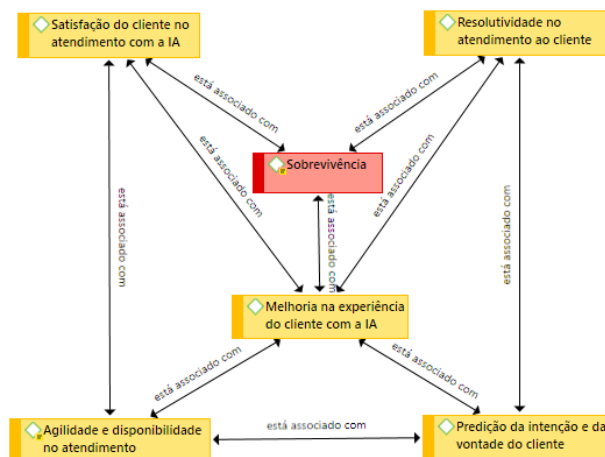 Satisfação do cliente no
atendimento com a IA
Resolutividade no
atendimento ao cliente
está associado com
está associado com
Sobrevivência
está associado com
está associado com
está associado com
está associado com
está associado com
Melhoria na experiência
do cliente com a IA
está associado com
está associado com
Agilidade e disponibilidade
no atendimento
está associado com
Predição da intenção e da
vontade do cliente